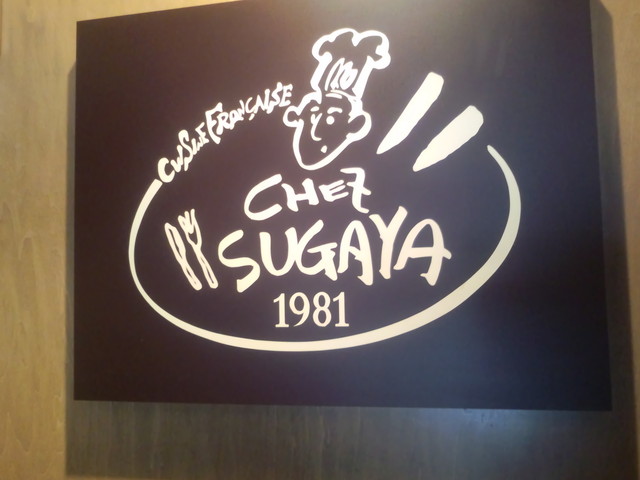 CUISINE FRANÇAISE
CHEZ
SUGAYA
1981